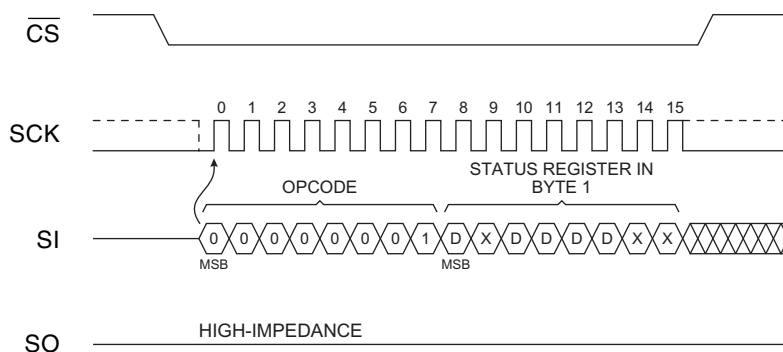 CS
0 1 2 3 4 5 6 7 8 9 10 11 12 13 14 15
SCK
STATUS REGISTER IN
BYTE 1
OPCODE
SI
0 0 0 0 0 0 0 1 D X D D D D X X
MSB MSB
HIGH-IMPEDANCE
SO